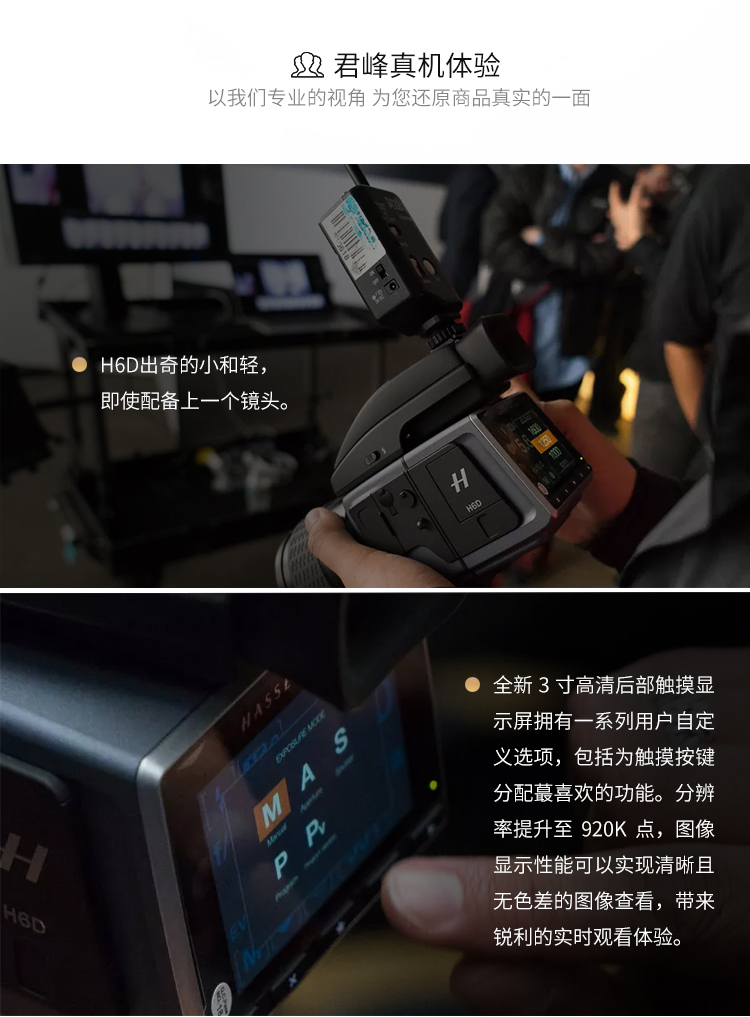 君峰真机体验
以我们专业的视角 为您还原商品真实的一面
H6D出奇的小和轻，
即使配备上一个镜头。
H
H6D
全新 3 寸高清后部触摸显
示屏拥有一系列用户自定
义选项，包括为触摸按键
分配蕞喜欢的功能。分辨
率提升至 920K 点，图像
显示性能可以实现清晰且
无色差的图像查看，带来
锐利的实时观看体验。
HASSE
EXPOSURE MODE
M A S
Manual Aperture Shutter
P Pv
Program
H
H6D